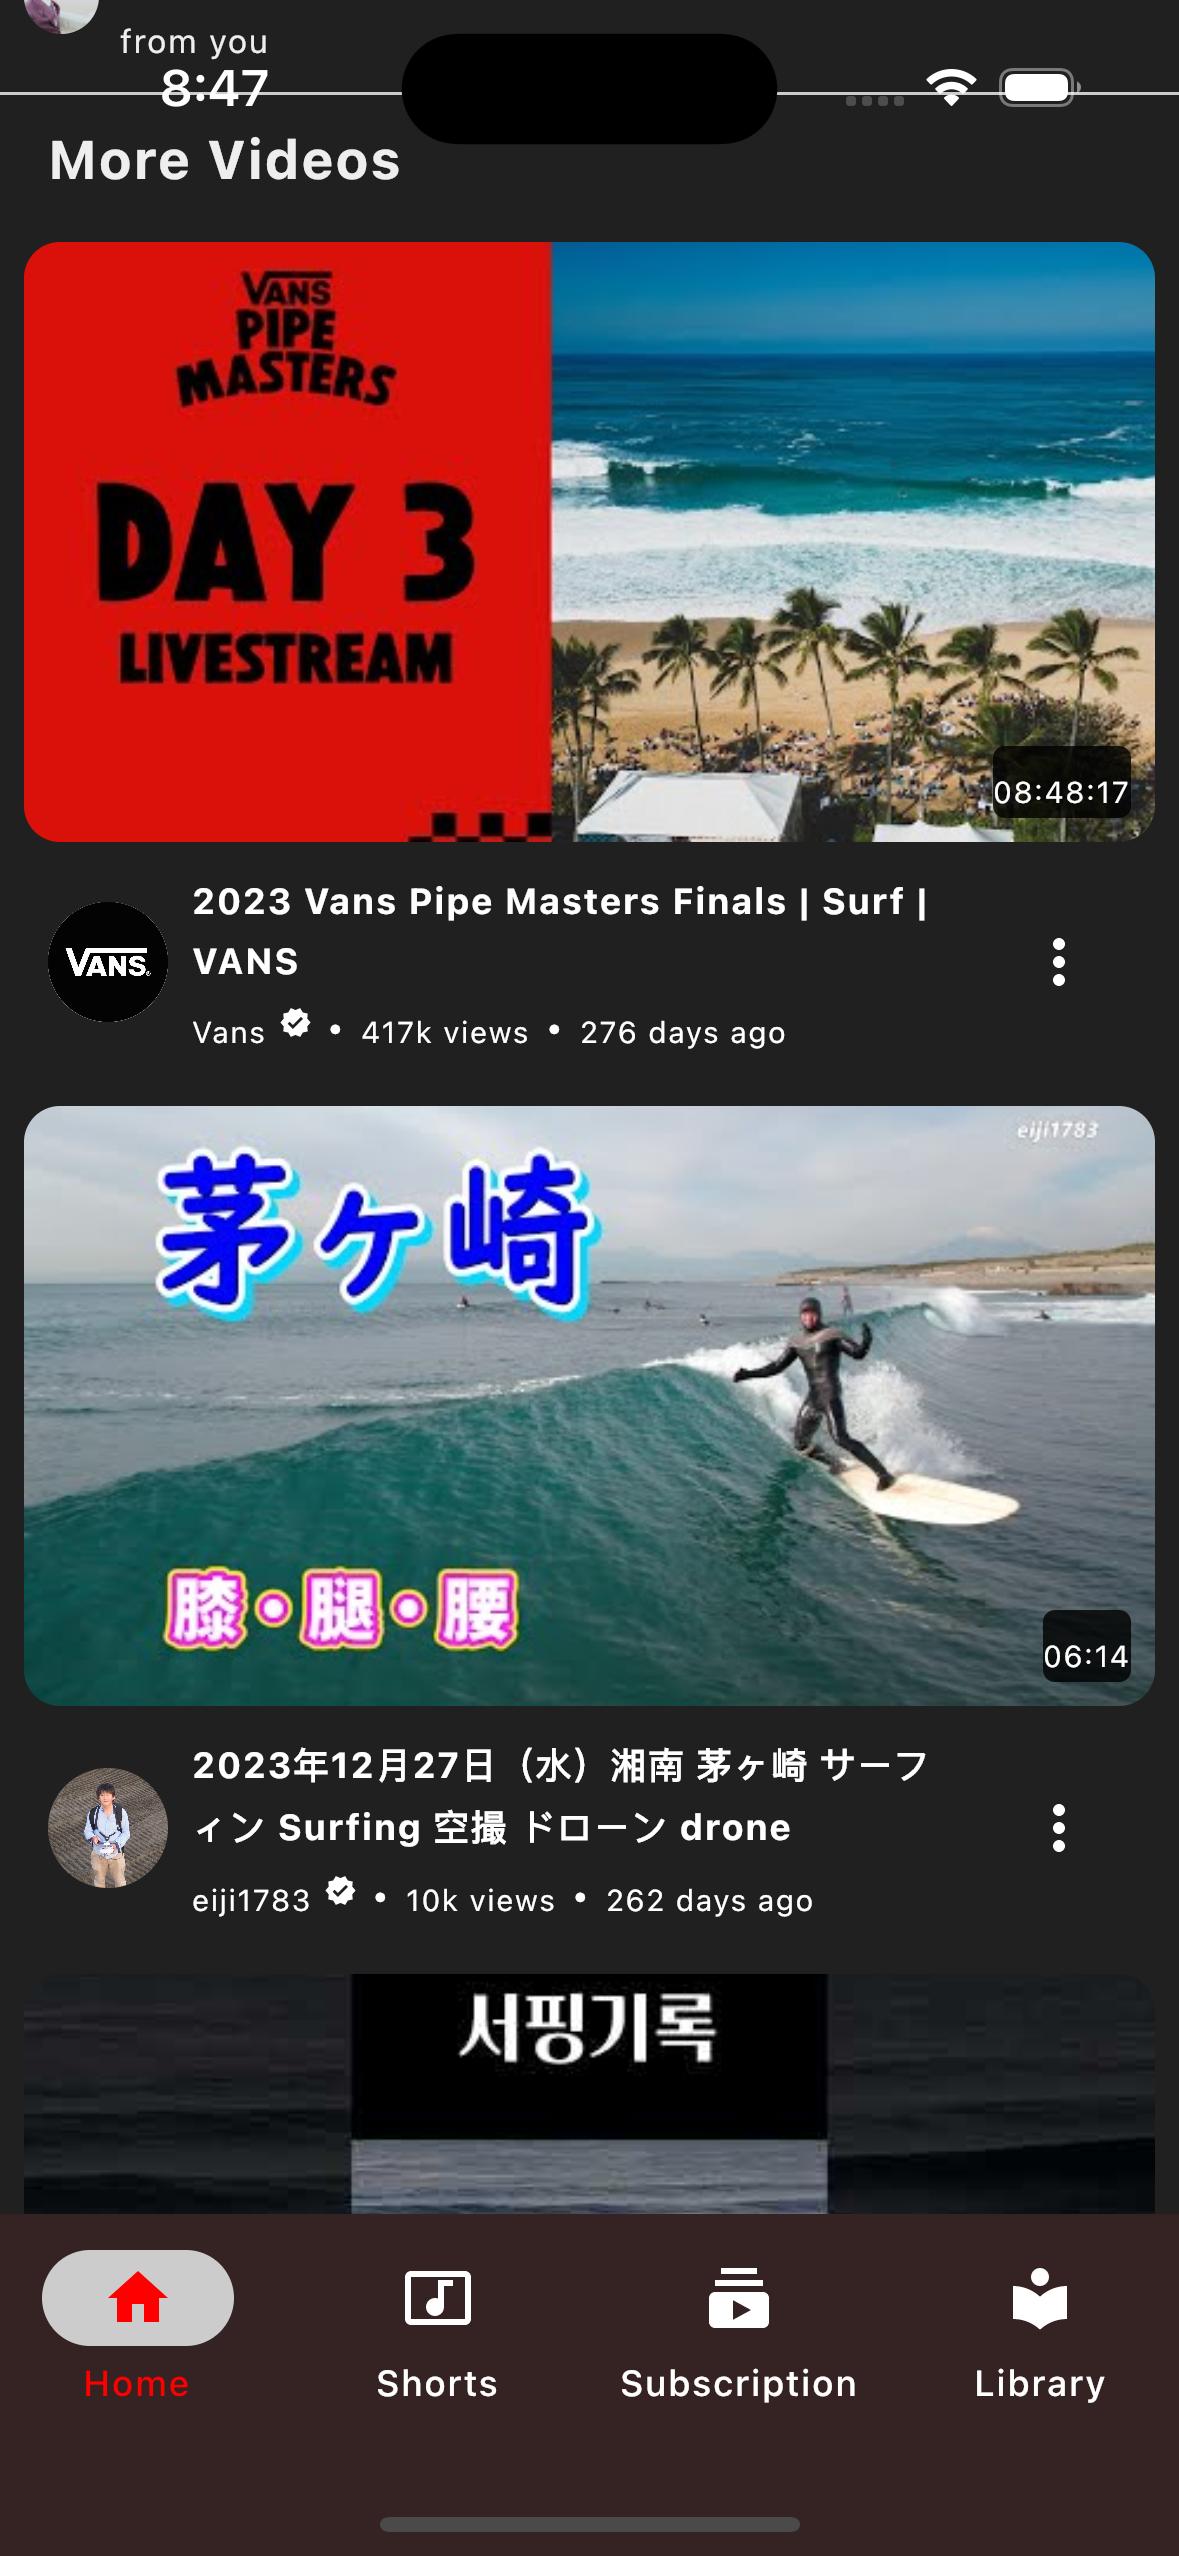 from you
8:47
More Videos
VANS
PIPE
MASTERS
DAY 3
LIVESTREAM
08:48:17
VANS
2023 Vans Pipe Masters Finals | Surf |
VANS
Vans • 417k views • 276 days ago
eiji1783
茅ヶ崎
膝・腿・腰
06:14
2023年12月27日（水）湘南 茅ヶ崎 サーフ
ィン Surfing 空撮 ドローン drone
eiji1783 • 10k views • 262 days ago
서핑기록
Home
Shorts
Subscription
Library